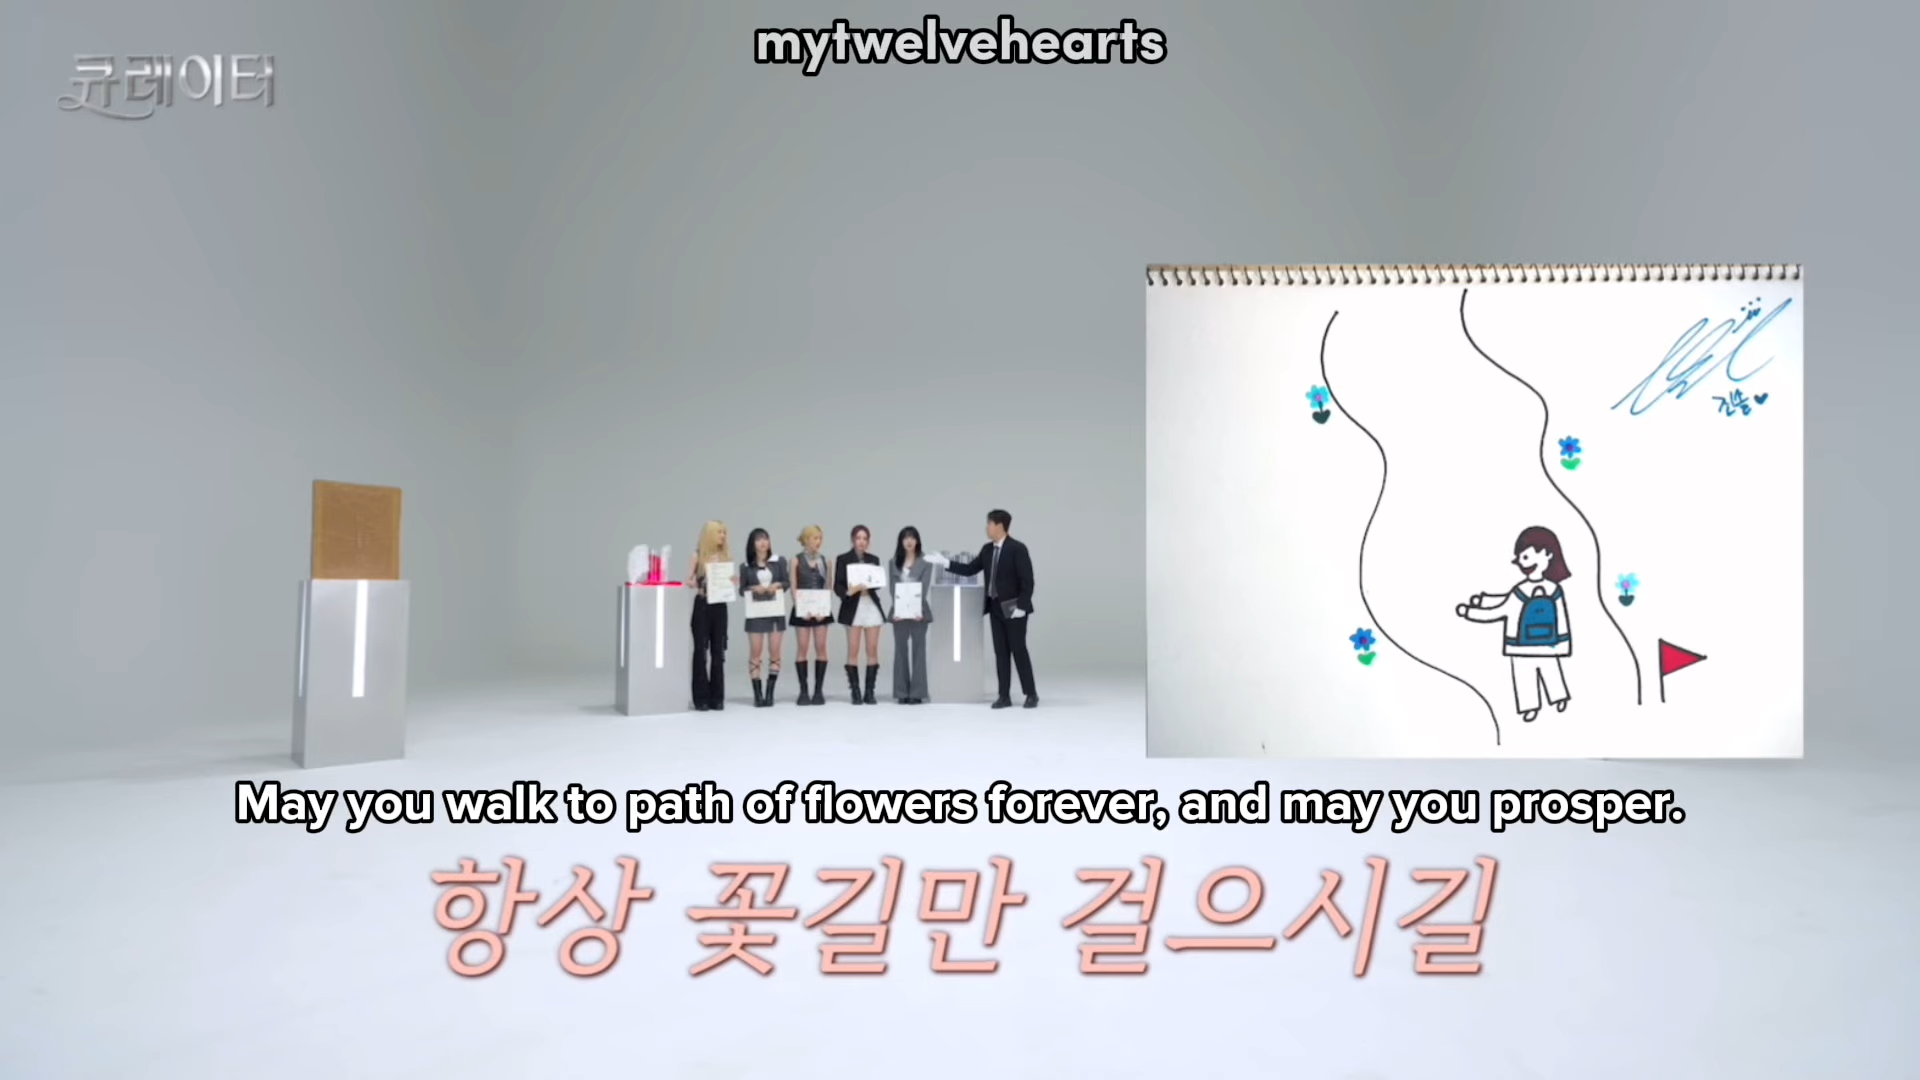 mytwelvehearts
큐레이터
진솔♥
May you walk to path of flowers forever, and may you prosper.
항상 꽃길만 걸으시길